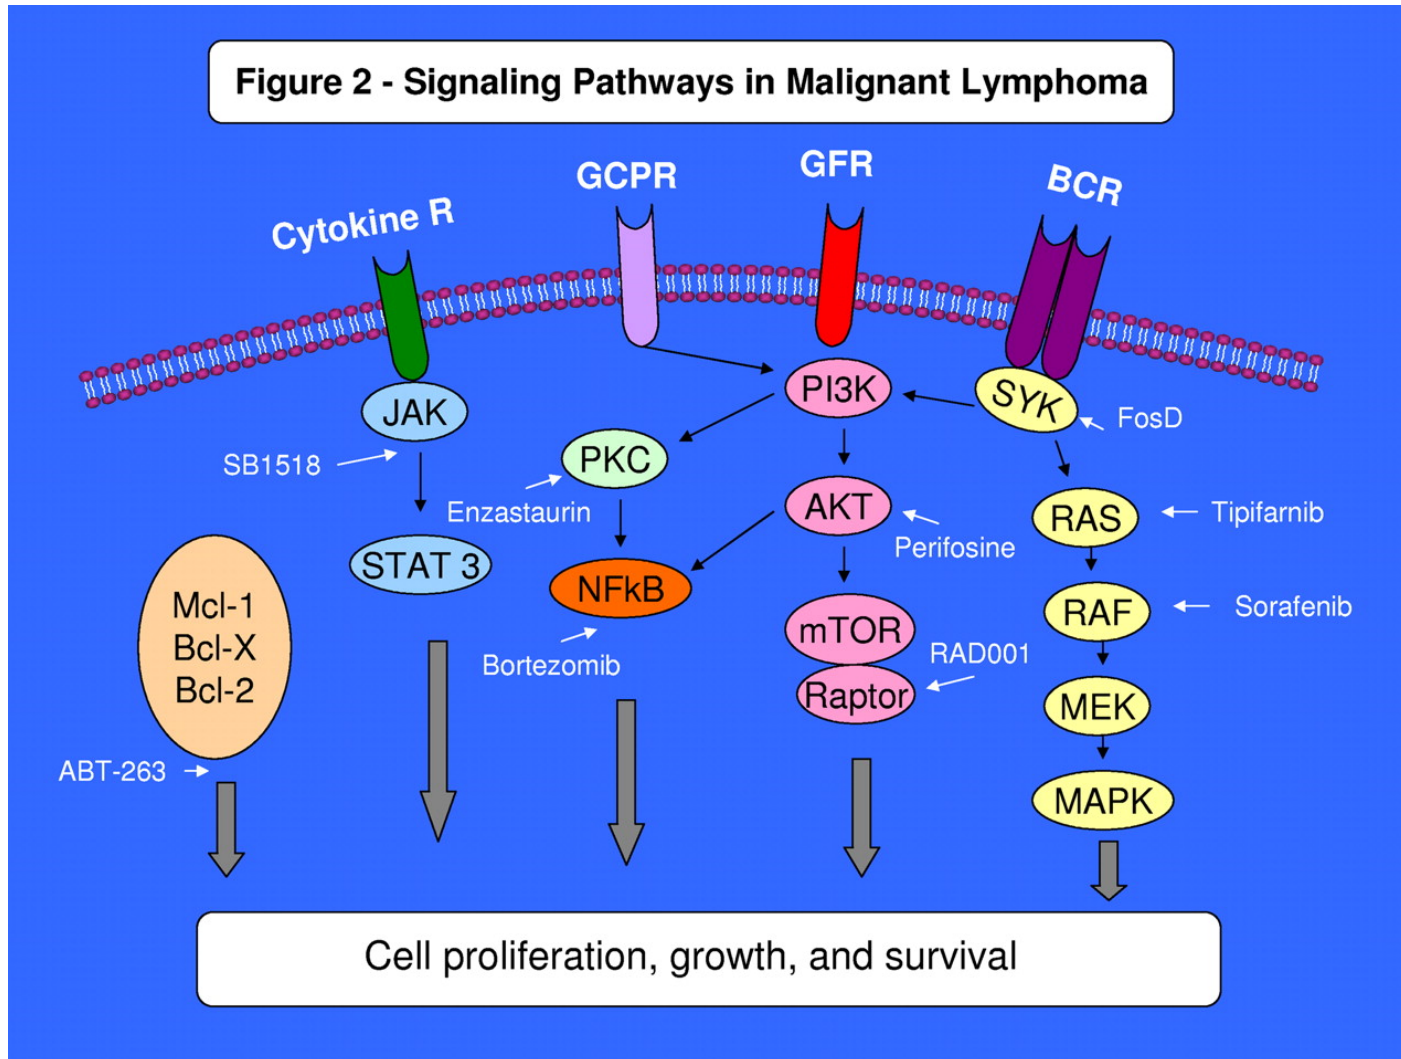 Figure 2 - Signaling Pathways in Malignant Lymphoma
Cytokine R
GCPR
GFR
BCR
JAK
SB1518
STAT 3
PKC
Enzastaurin
NFkB
Bortezomib
PI3K
AKT
Perifosine
mTOR
Raptor
RAD001
SYK
FosD
RAS
Tipifarnib
RAF
Sorafenib
MEK
MAPK
Mcl-1
Bcl-X
Bcl-2
ABT-263
Cell proliferation, growth, and survival